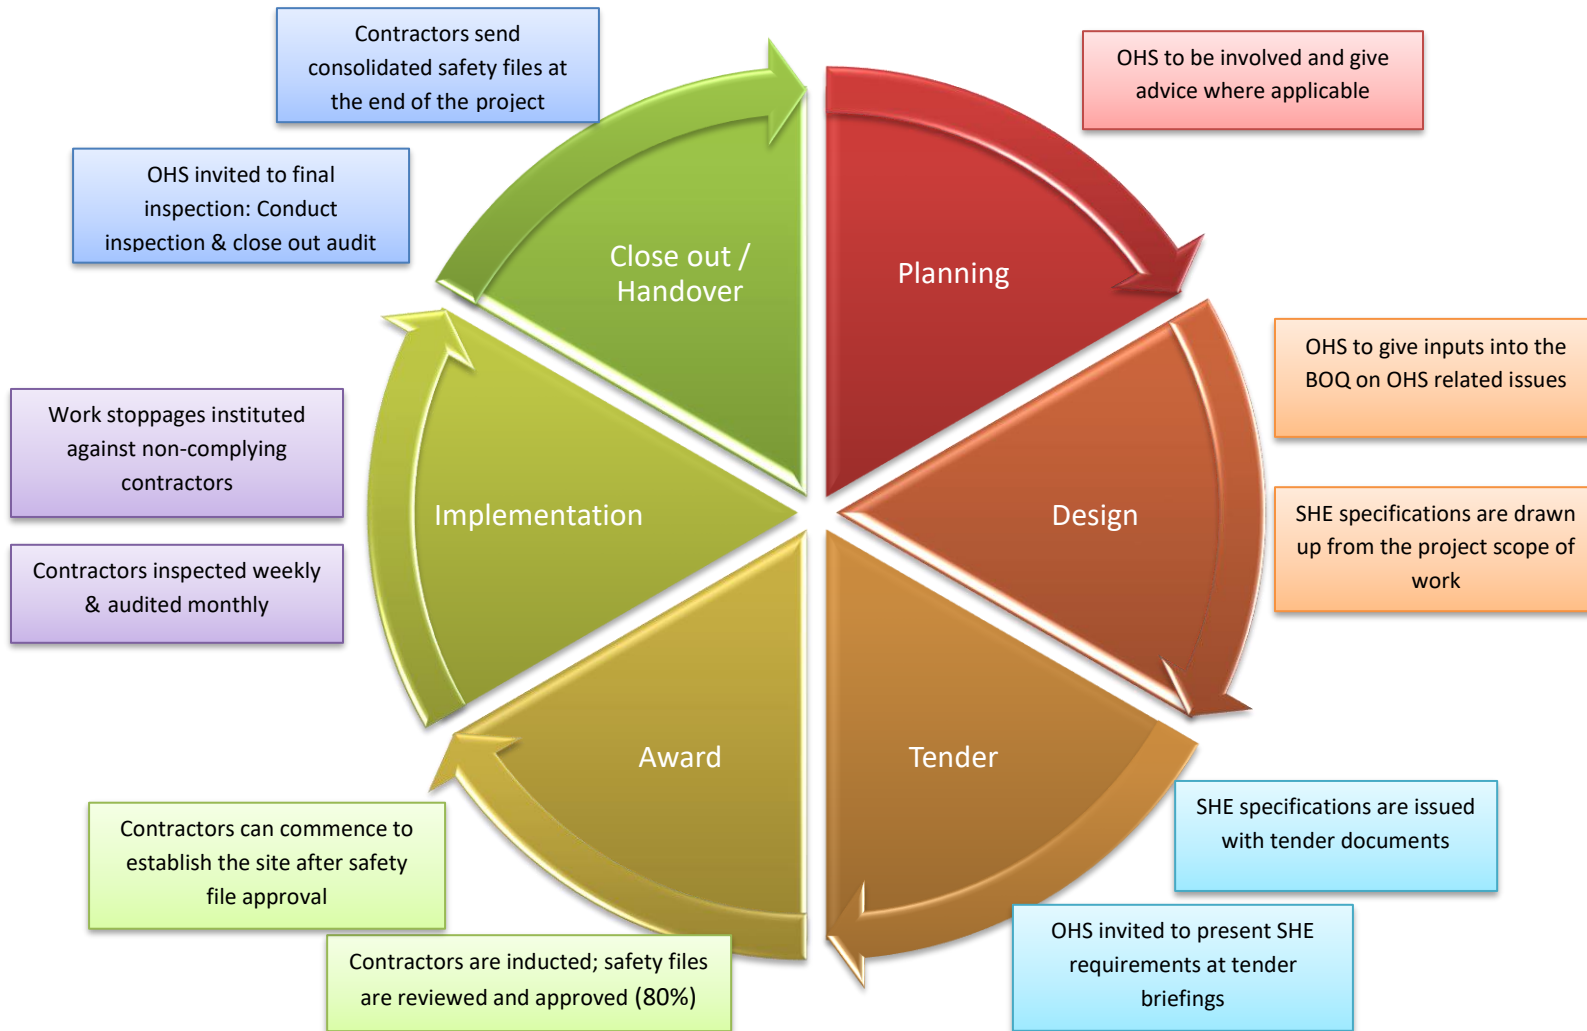 Contractors send
consolidated safety files at
the end of the project
OHS to be involved and give
advice where applicable
OHS invited to final
inspection: Conduct
inspection & close out audit
Close out /
Handover
Planning
OHS to give inputs into the
BOQ on OHS related issues
Work stoppages instituted
against non-complying
contractors
Implementation
Design
SHE specifications are drawn
up from the project scope of
work
Contractors inspected weekly
& audited monthly
Award
Tender
SHE specifications are issued
with tender documents
Contractors can commence to
establish the site after safety
file approval
OHS invited to present SHE
requirements at tender
briefings
Contractors are inducted; safety files
are reviewed and approved (80%)